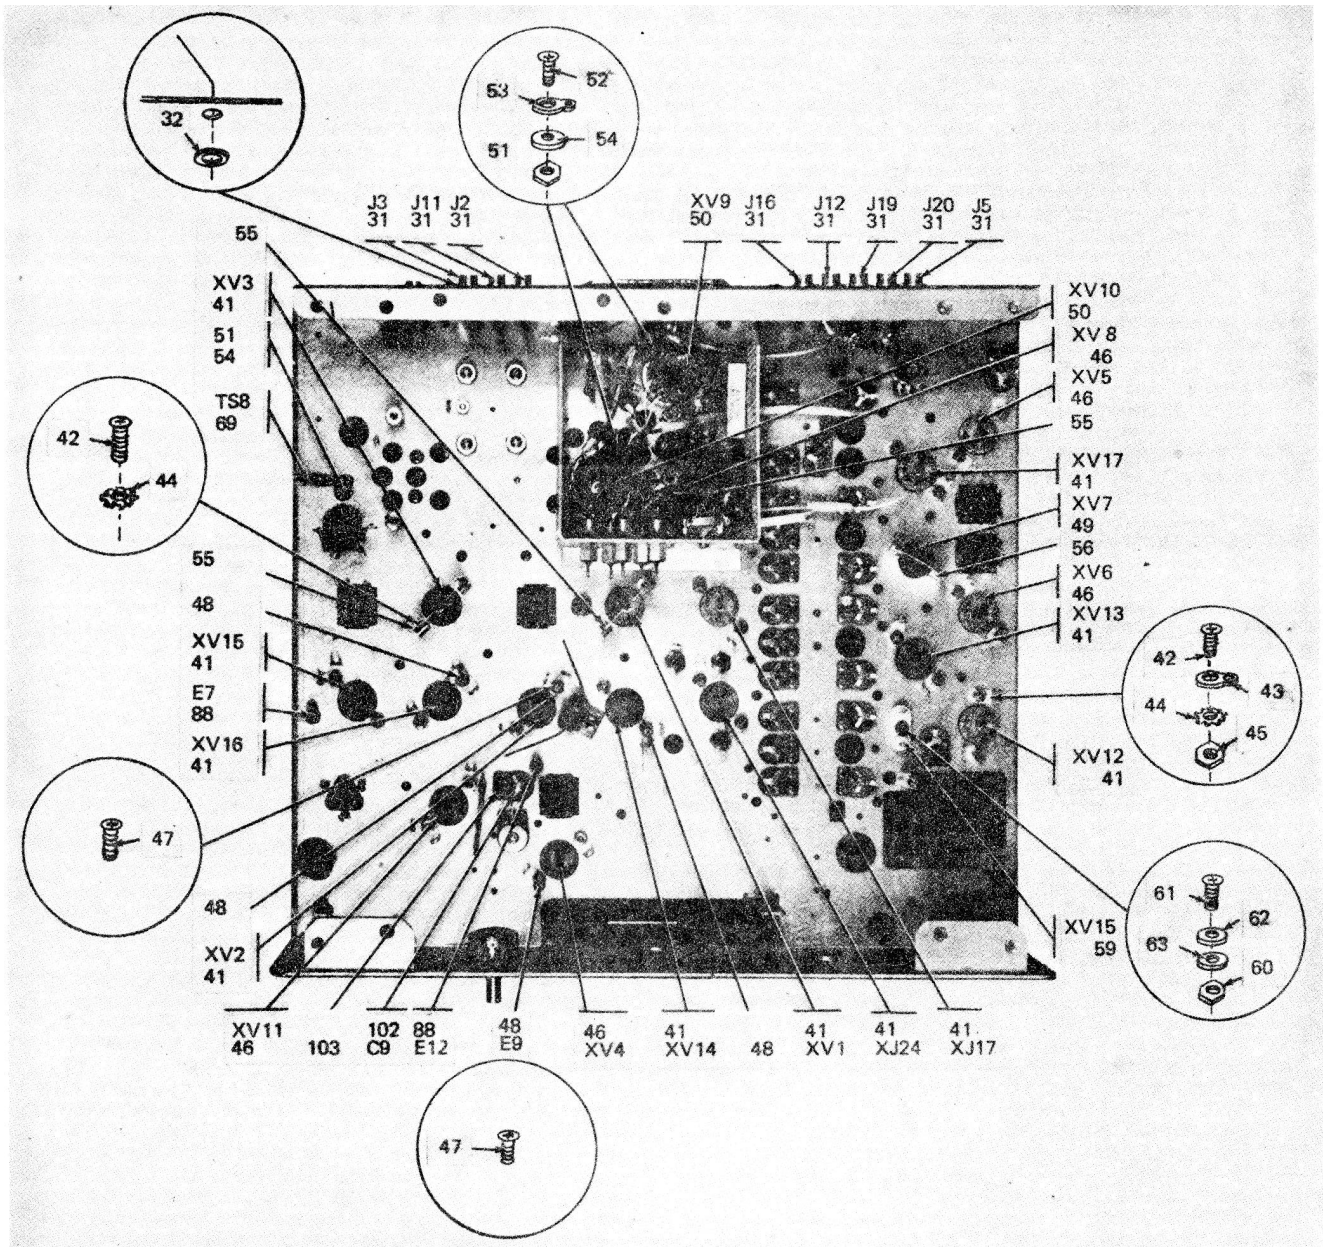 32
53
52
51
54
J3 J11 J2
31 31 31
XV9 J16 J12 J19 J20 J5
50 31 31 31 31 31
55
XV3
41
51
54
TS8
69
42
44
55
48
XV15
41
E7
88
XV16
41
47
48
XV2
41
XV10
50
XV 8
46
XV5
46
55
XV17
41
XV7
49
56
XV6
46
XV13
41
42
43
44
45
XV12
41
61
62
63
60
XV15
59
XV11
46
103
102
C9
88
E12
48
E9
46
XV4
41
XV14
48
41
XV1
41
XJ24
41.
XJ17
47